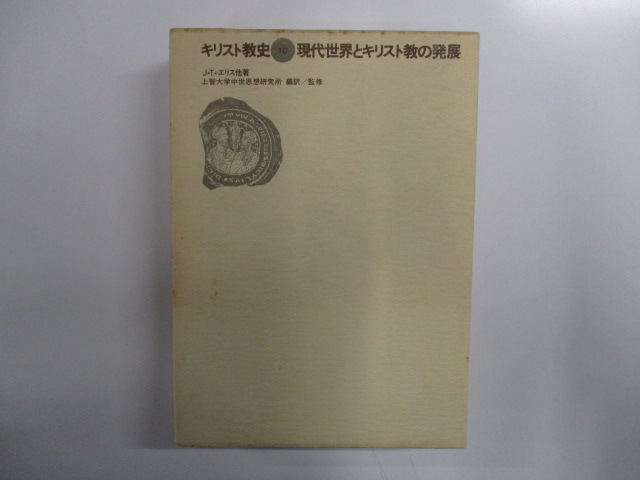 キリスト教史 10 現代世界とキリスト教の発展
J・T・エリス他著
上智大学中世思想研究所 編訳／監修